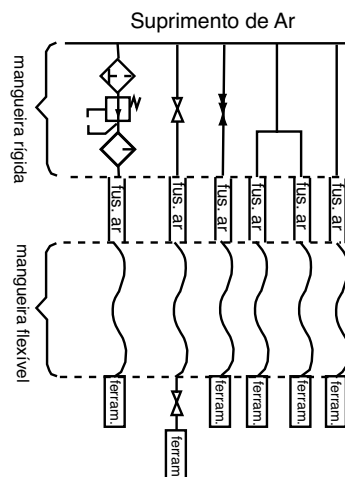 Suprimento de Ar
mangueira rígida
fus. ar
fus. ar
fus. ar
fus. ar
fus. ar
fus. ar
mangueira flexível
ferram.
ferram.
ferram.
ferram.
ferram.
ferram.